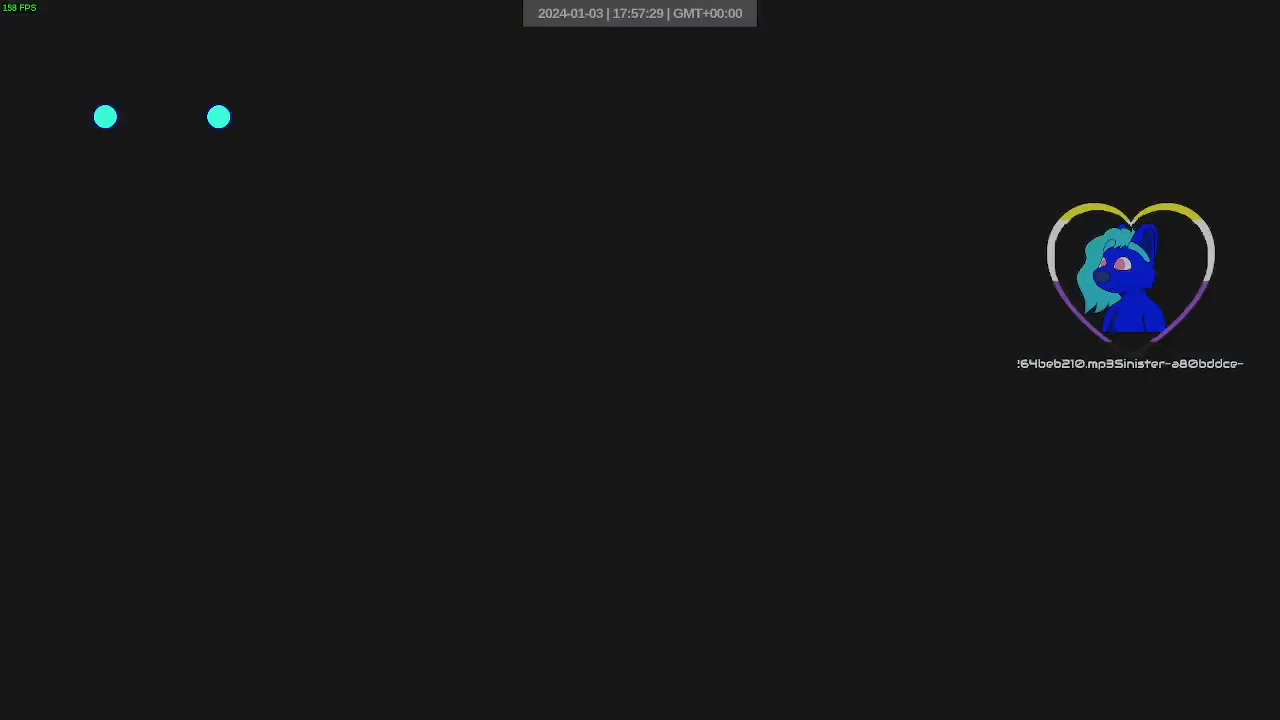 158 FPS
2024-01-03 | 17:57:29 | GMT+00:00
:64beb210.mp3Sinister-a80bddce-